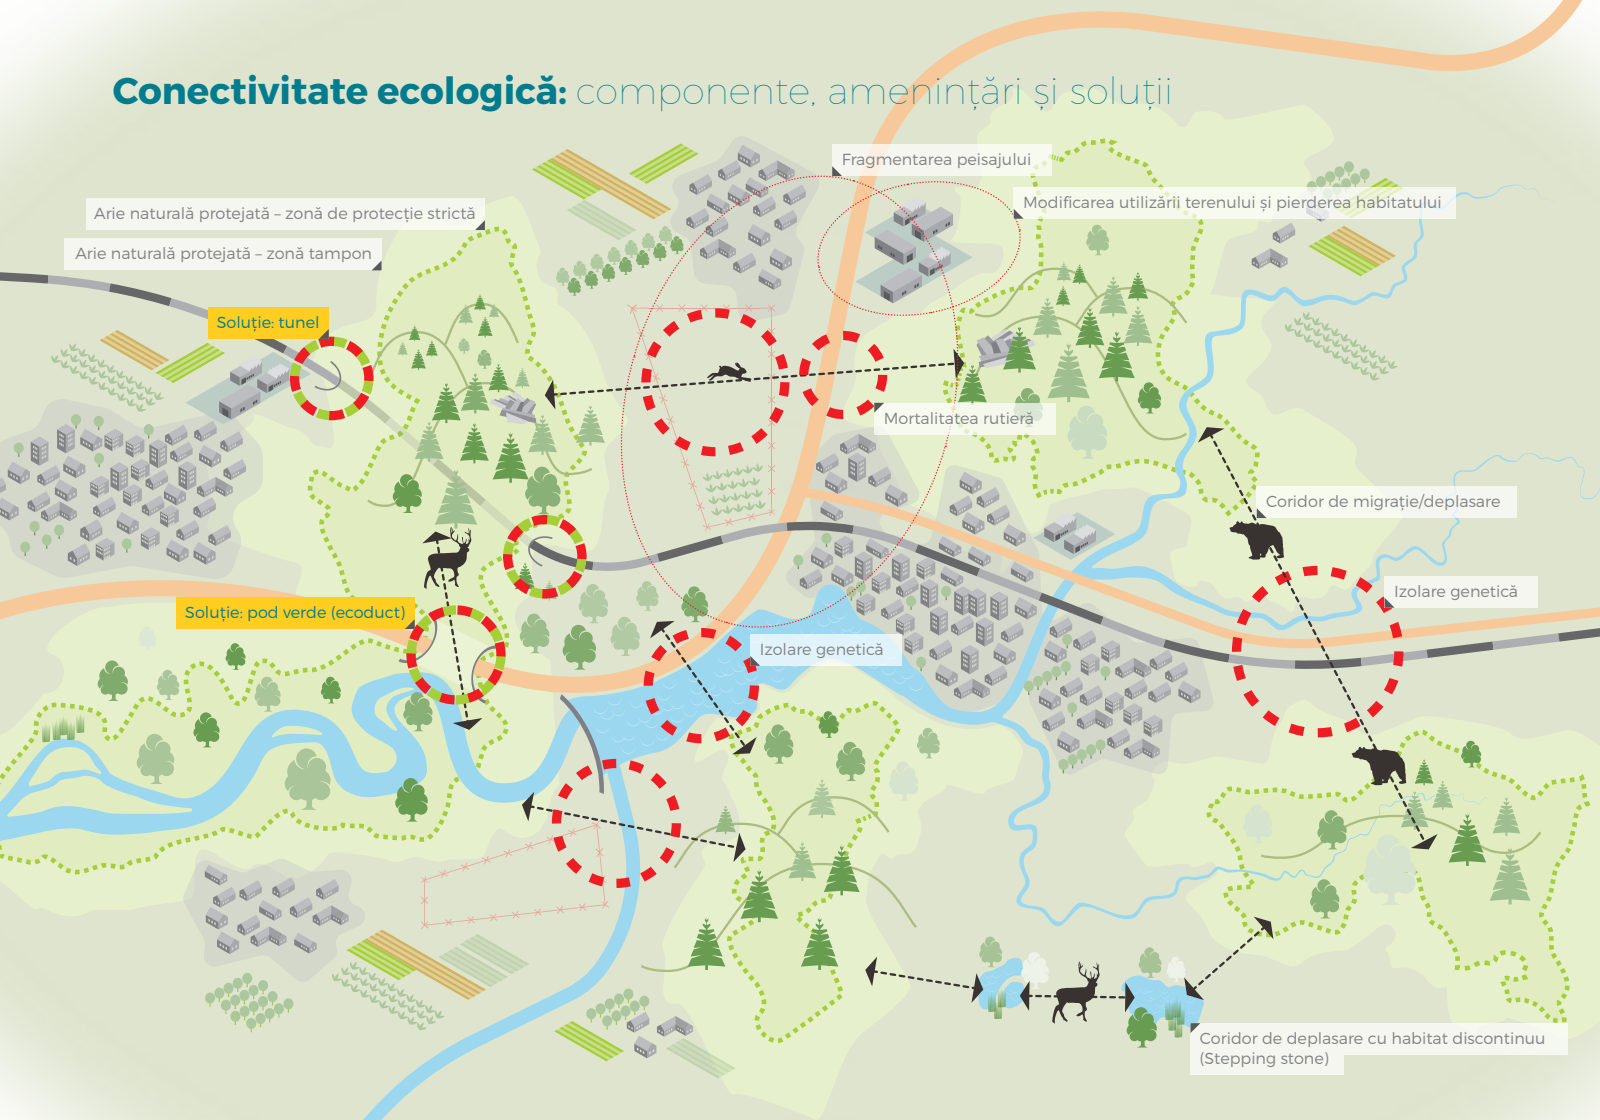 Conectivitate ecologică: componente, amenințări și soluții
Fragmentarea peisajului
Modificarea utilizării terenului și pierderea habitatului
Arie naturală protejată – zonă de protecție strictă
Arie naturală protejată – zonă tampon
Soluție: tunel
Mortalitatea rutieră
Coridor de migrație/deplasare
Izolare genetică
Soluție: pod verde (ecoduct)
Izolare genetică
Coridor de deplasare cu habitat discontinuu
(Stepping stone)